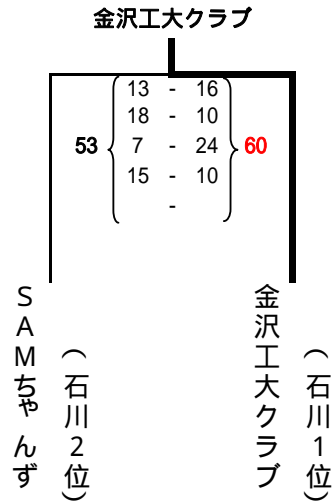 金沢工大クラブ
13 - 16
18 - 10
53 7 - 24 60
15 - 10
-
SAMちゃんず
(石川2位)
金沢工大クラブ
(石川1位)